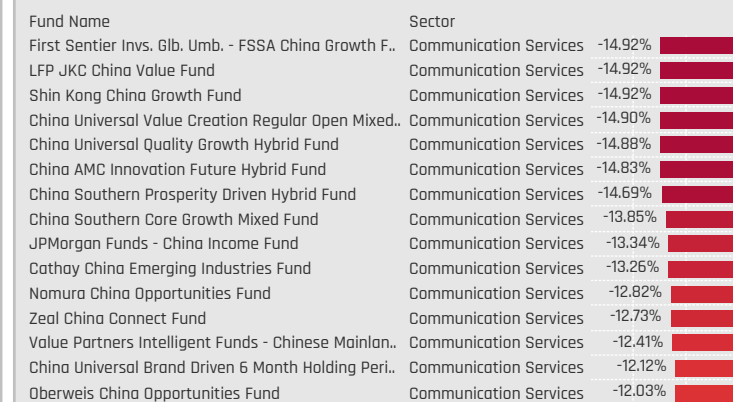 Fund Name Sector
First Sentier Invs. Glb. Umb. - FSSA China Growth F.. Communication Services -14.92%
LFP JKC China Value Fund Communication Services -14.92%
Shin Kong China Growth Fund Communication Services -14.92%
China Universal Value Creation Regular Open Mixed.. Communication Services -14.90%
China Universal Quality Growth Hybrid Fund Communication Services -14.88%
China AMC Innovation Future Hybrid Fund Communication Services -14.83%
China Southern Prosperity Driven Hybrid Fund Communication Services -14.69%
China Southern Core Growth Mixed Fund Communication Services -13.85%
JPMorgan Funds - China Income Fund Communication Services -13.34%
Cathay China Emerging Industries Fund Communication Services -13.26%
Nomura China Opportunities Fund Communication Services -12.82%
Zeal China Connect Fund Communication Services -12.73%
Value Partners Intelligent Funds - Chinese Mainlan.. Communication Services -12.41%
China Universal Brand Driven 6 Month Holding Peri.. Communication Services -12.12%
Oberweis China Opportunities Fund Communication Services -12.03%